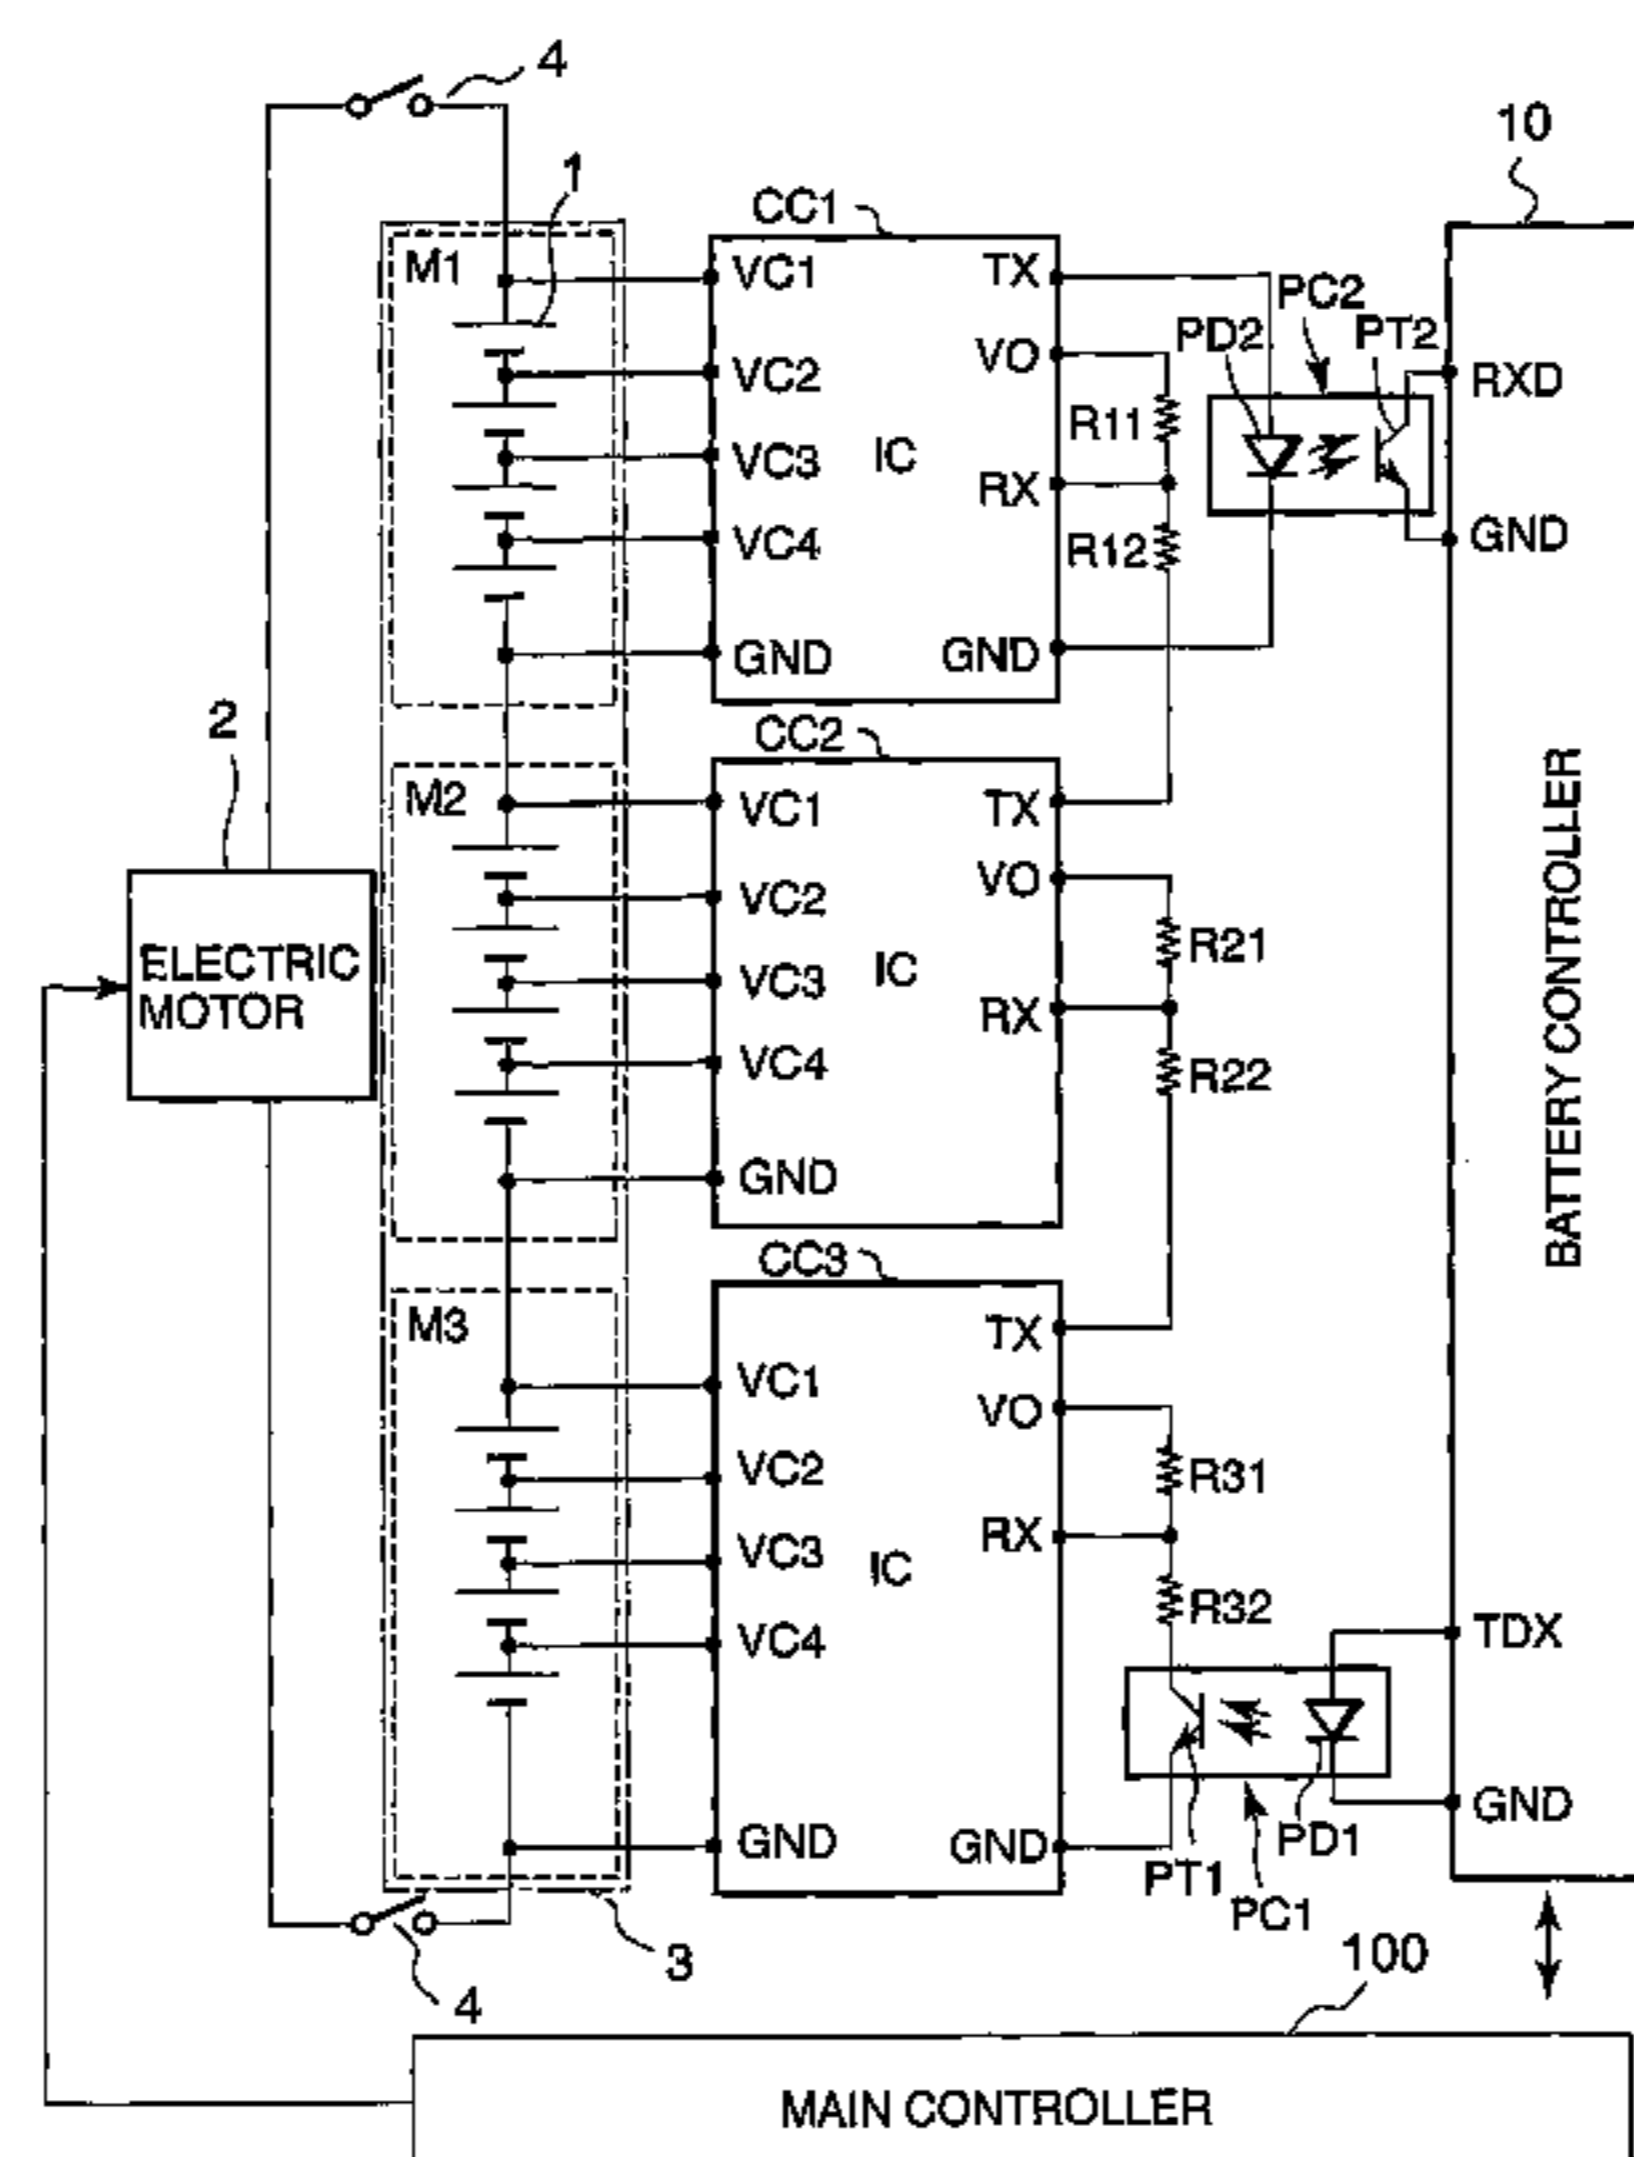 4
10
1
CC1
M1
VC1
TX
PC2
PD2
PT2
VC2
VO
RXD
R11
VC3
IC
RX
VC4
R12
GND
GND
GND
2
CC2
M2
VC1
TX
VO
VC2
R21
ELECTRIC
MOTOR
VC3
IC
RX
VC4
R22
GND
BATTERY CONTROLLER
CC3
M3
TX
VC1
VO
VC2
R31
RX
VC3
IC
R32
VC4
TDX
GND
GND
GND
PD1
PT1
PC1
3
4
100
MAIN CONTROLLER